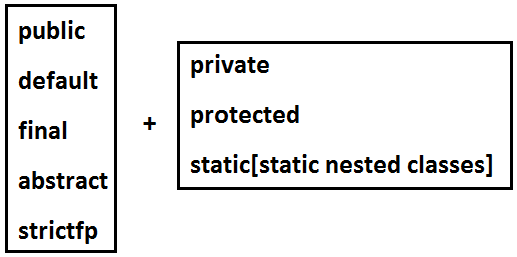 public
default
final
abstract
strictfp
+
private
protected
static[static nested classes]